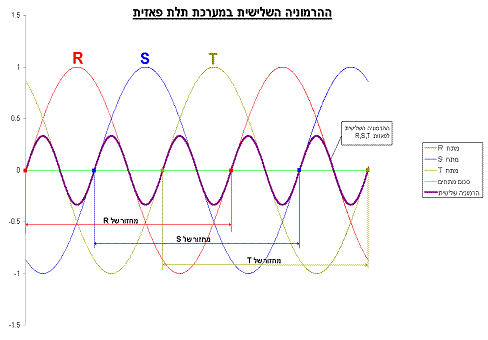 ההרמוניה השלישית במערכת תלת פאזית
1.5
1
0.5
0
-0.5
-1
-1.5
R
S
T
ההרמוניה השלישית
לפאזות R,S,T
מחזור של R
מחזור של S
מחזור של T
מתח R
מתח S
מתח T
סכום מתחים
הרמוניה שלישית